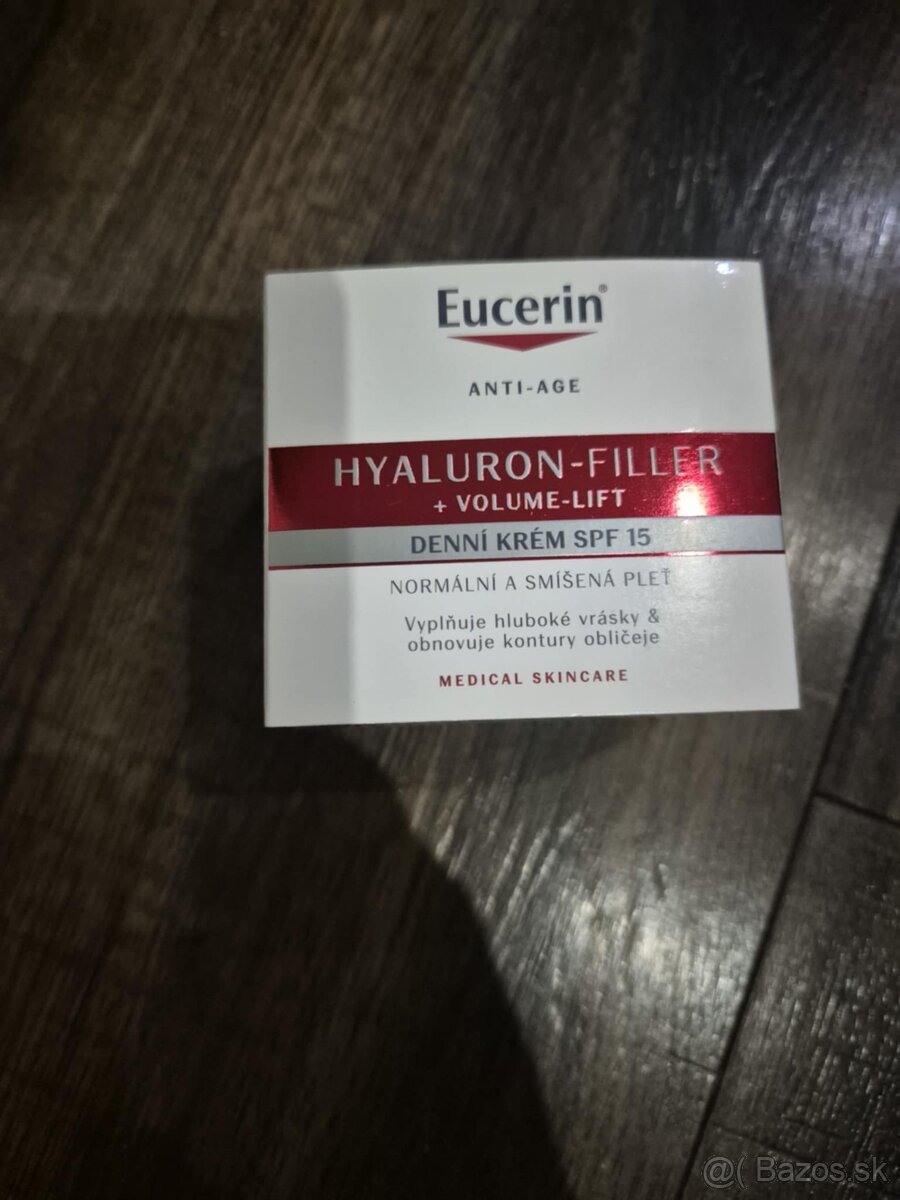 Eucerin®
ANTI-AGE
HYALURON-FILLER
+ VOLUME-LIFT
DENNÍ KRÉM SPF 15
NORMÁLNÍ A SMÍŠENÁ PLEŤ
Vyplňuje hluboké vrásky &
obnovuje kontury obličeje
MEDICAL SKINCARE
@( Bazos.sk